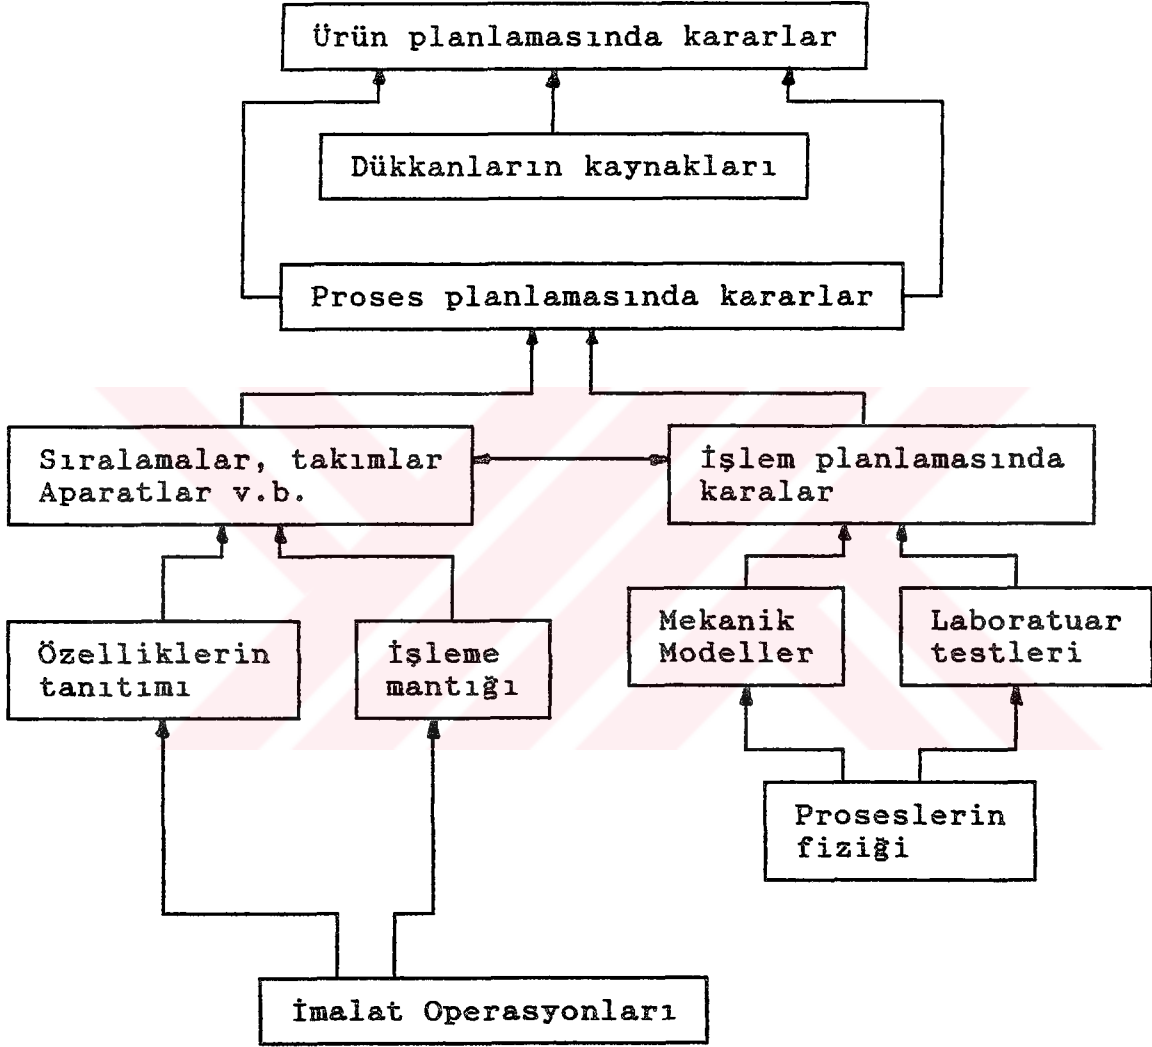 Ürün planlamasında kararlar
Dükkanların kaynakları
Proses planlamasında kararlar
Sıralamalar, takımlar
Aparatlar v.b.
İşlem planlamasında
karalar
Özelliklerin
tanıtımı
İşleme
mantığı
Mekanik
Modeller
Laboratuar
testleri
Proseslerin
fiziği
İmalat Operasyonları